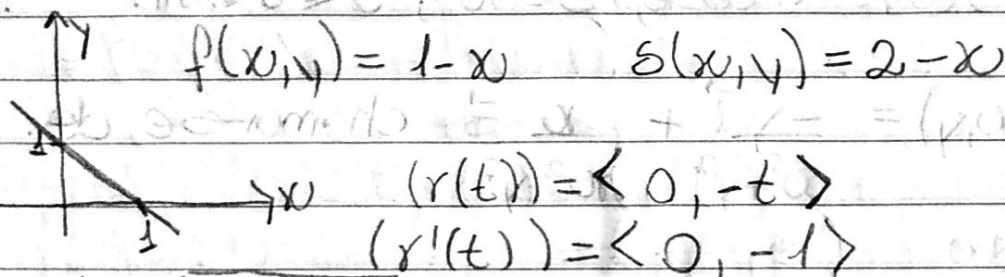 y
f(x,y) = 1-x δ(x,y) = 2-x
1
x
(r(t)) = < 0, -t >
1
(r'(t)) = < 0, -1 >